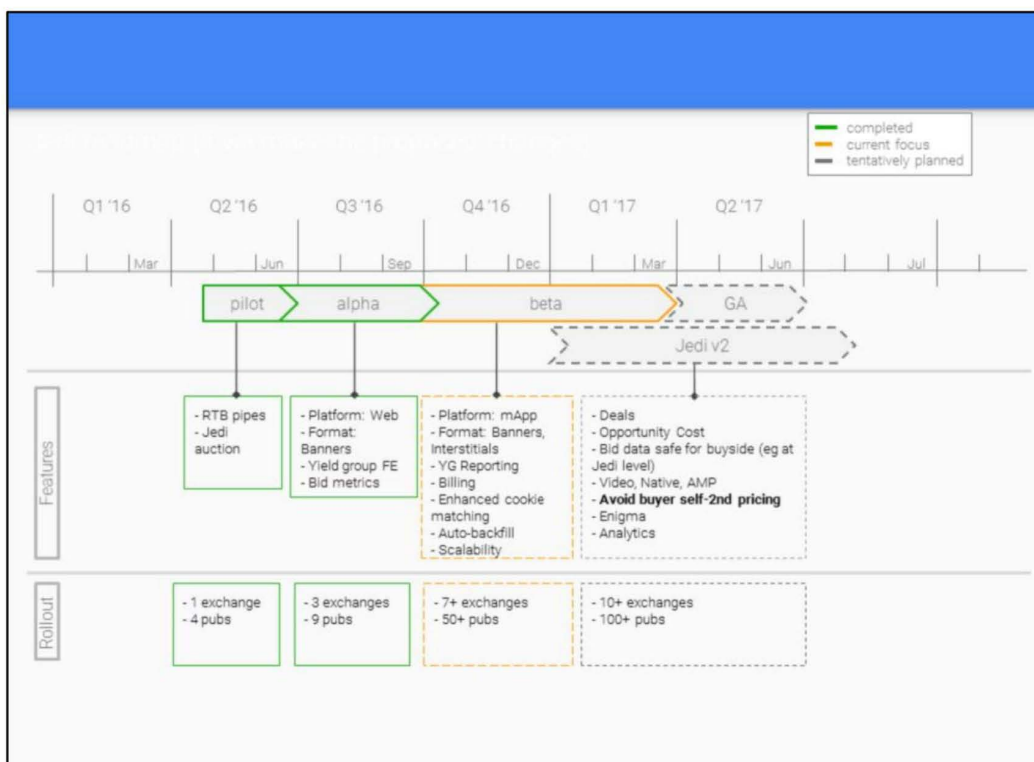 completed
current focus
tentatively planned
Q1 '16
Q2 '16
Q3 '16
Q4 '16
Q1 '17
Q2 '17
Mar
Jun
Sep
Dec
Mar
Jun
Jul
pilot
alpha
beta
GA
Jedi v2
Features
- RTB pipes
- Jedi
auction
- Platform: Web
- Format:
Banners
- Yield group FE
- Bid metrics
- Platform: mApp
- Format: Banners,
Interstitials
- YG Reporting
- Billing
- Enhanced cookie
matching
- Auto-backfill
- Scalability
- Deals
- Opportunity Cost
- Bid data safe for buyside (eg at
Jedi level)
- Video, Native, AMP
- Avoid buyer self-2nd pricing
- Enigma
- Analytics
Rollout
- 1 exchange
- 4 pubs
- 3 exchanges
- 9 pubs
- 7+ exchanges
- 50+ pubs
- 10+ exchanges
- 100+ pubs